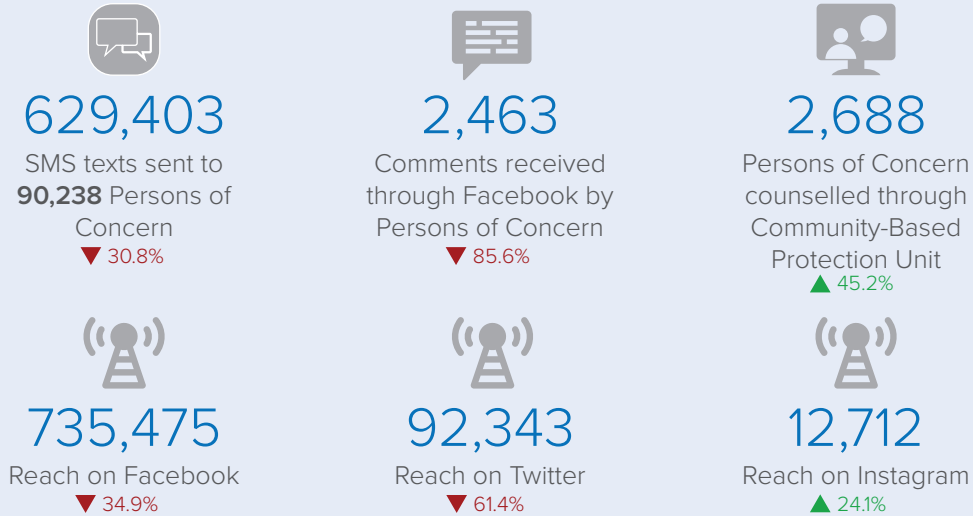 629,403
SMS texts sent to
90,238 Persons of
Concern
▼ 30.8%
2,463
Comments received
through Facebook by
Persons of Concern
▼ 85.6%
2,688
Persons of Concern
counselled through
Community-Based
Protection Unit
▲ 45.2%
735,475
Reach on Facebook
▼ 34.9%
92,343
Reach on Twitter
▼ 61.4%
12,712
Reach on Instagram
▲ 24.1%